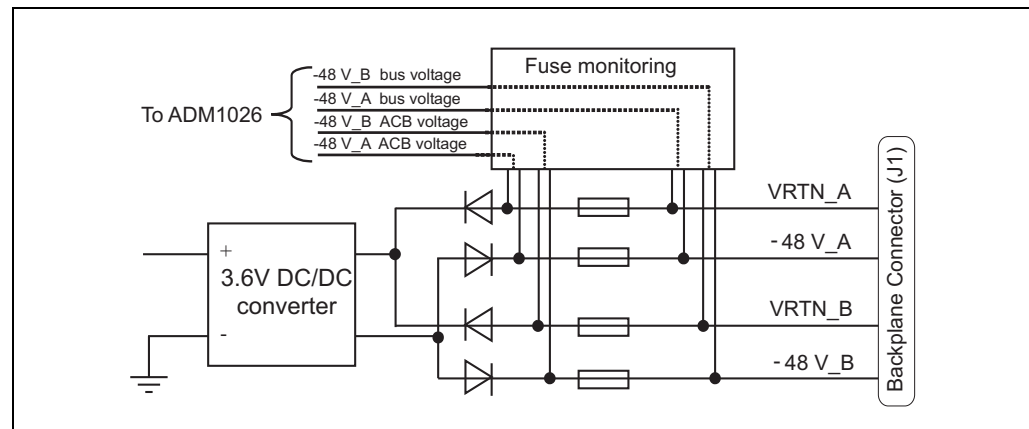 Fuse monitoring
-48 V_B bus voltage
-48 V_A bus voltage
-48 V_B ACB voltage
-48 V_A ACB voltage
To ADM1026
VRTN_A
- 48 V_A
VRTN_B
- 48 V_B
Backplane Connector (J1)
+
3.6V DC/DC
converter
-